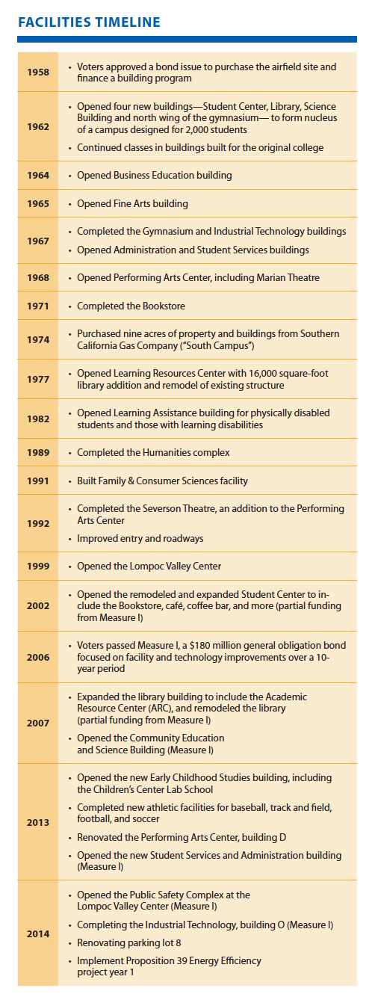 FACILITIES TIMELINE
1958
• Voters approved a bond issue to purchase the airfield site and
finance a building program
1962
• Opened four new buildings—Student Center, Library, Science
Building and north wing of the gymnasium— to form nucleus
of a campus designed for 2,000 students
• Continued classes in buildings built for the original college
1964
• Opened Business Education building
1965
• Opened Fine Arts building
1967
• Completed the Gymnasium and Industrial Technology buildings
• Opened Administration and Student Services buildings
1968
• Opened Performing Arts Center, including Marian Theatre
1971
• Completed the Bookstore
1974
• Purchased nine acres of property and buildings from Southern
California Gas Company (“South Campus”)
1977
• Opened Learning Resources Center with 16,000 square-foot
library addition and remodel of existing structure
1982
• Opened Learning Assistance building for physically disabled
students and those with learning disabilities
1989
• Completed the Humanities complex
1991
• Built Family & Consumer Sciences facility
1992
• Completed the Severson Theatre, an addition to the Performing
Arts Center
• Improved entry and roadways
1999
• Opened the Lompoc Valley Center
2002
• Opened the remodeled and expanded Student Center to in-
clude the Bookstore, café, coffee bar, and more (partial funding
from Measure I)
2006
• Voters passed Measure I, a $180 million general obligation bond
focused on facility and technology improvements over a 10-
year period
2007
• Expanded the library building to include the Academic
Resource Center (ARC), and remodeled the library
(partial funding from Measure I)
• Opened the Community Education
and Science Building (Measure I)
2013
• Opened the new Early Childhood Studies building, including
the Children’s Center Lab School
• Completed new athletic facilities for baseball, track and field,
football, and soccer
• Renovated the Performing Arts Center, building D
• Opened the new Student Services and Administration building
(Measure I)
2014
• Opened the Public Safety Complex at the
Lompoc Valley Center (Measure I)
• Completing the Industrial Technology, building O (Measure I)
• Renovating parking lot 8
• Implement Proposition 39 Energy Efficiency
project year 1